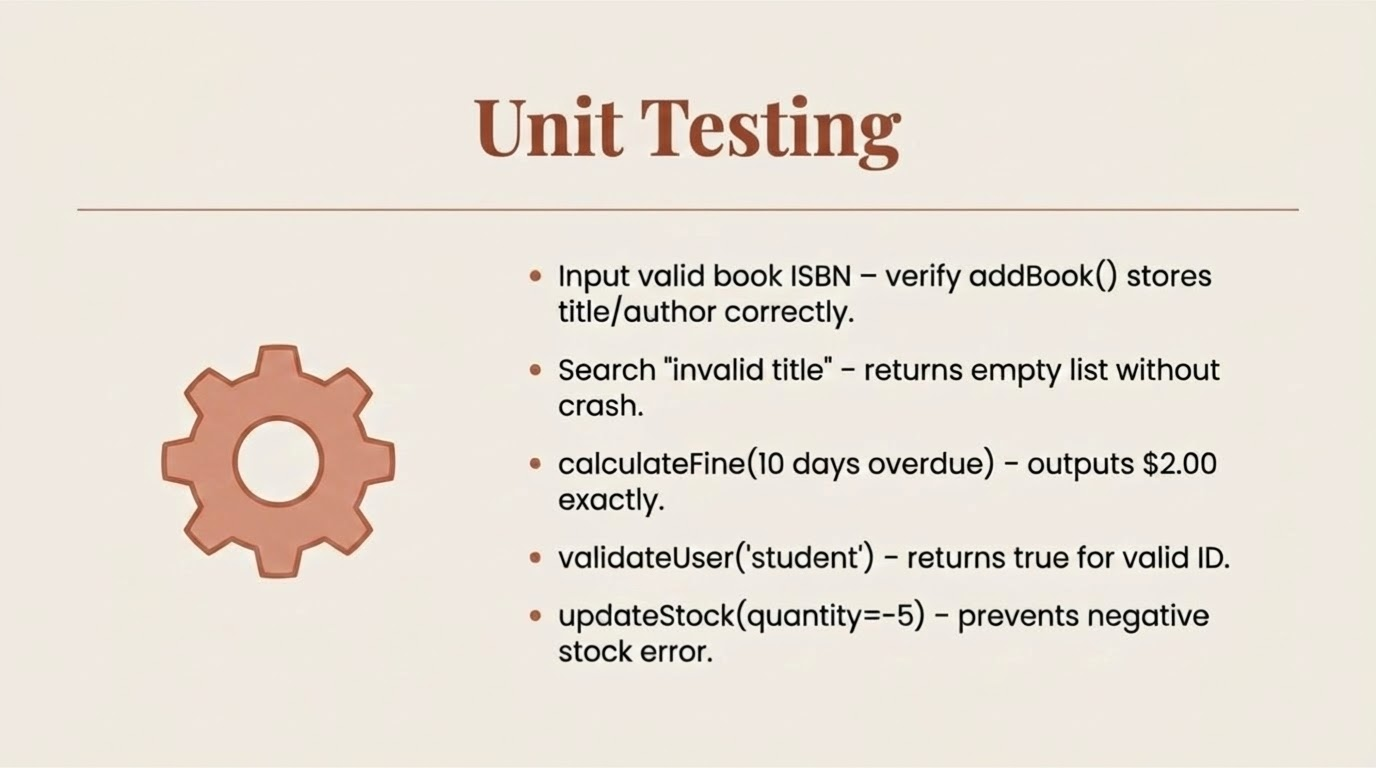 Unit Testing
• Input valid book ISBN – verify addBook() stores
title/author correctly.
• Search "invalid title" – returns empty list without
crash.
• calculateFine(10 days overdue) – outputs $2.00
exactly.
• validateUser('student') – returns true for valid ID.
• updateStock(quantity=-5) – prevents negative
stock error.